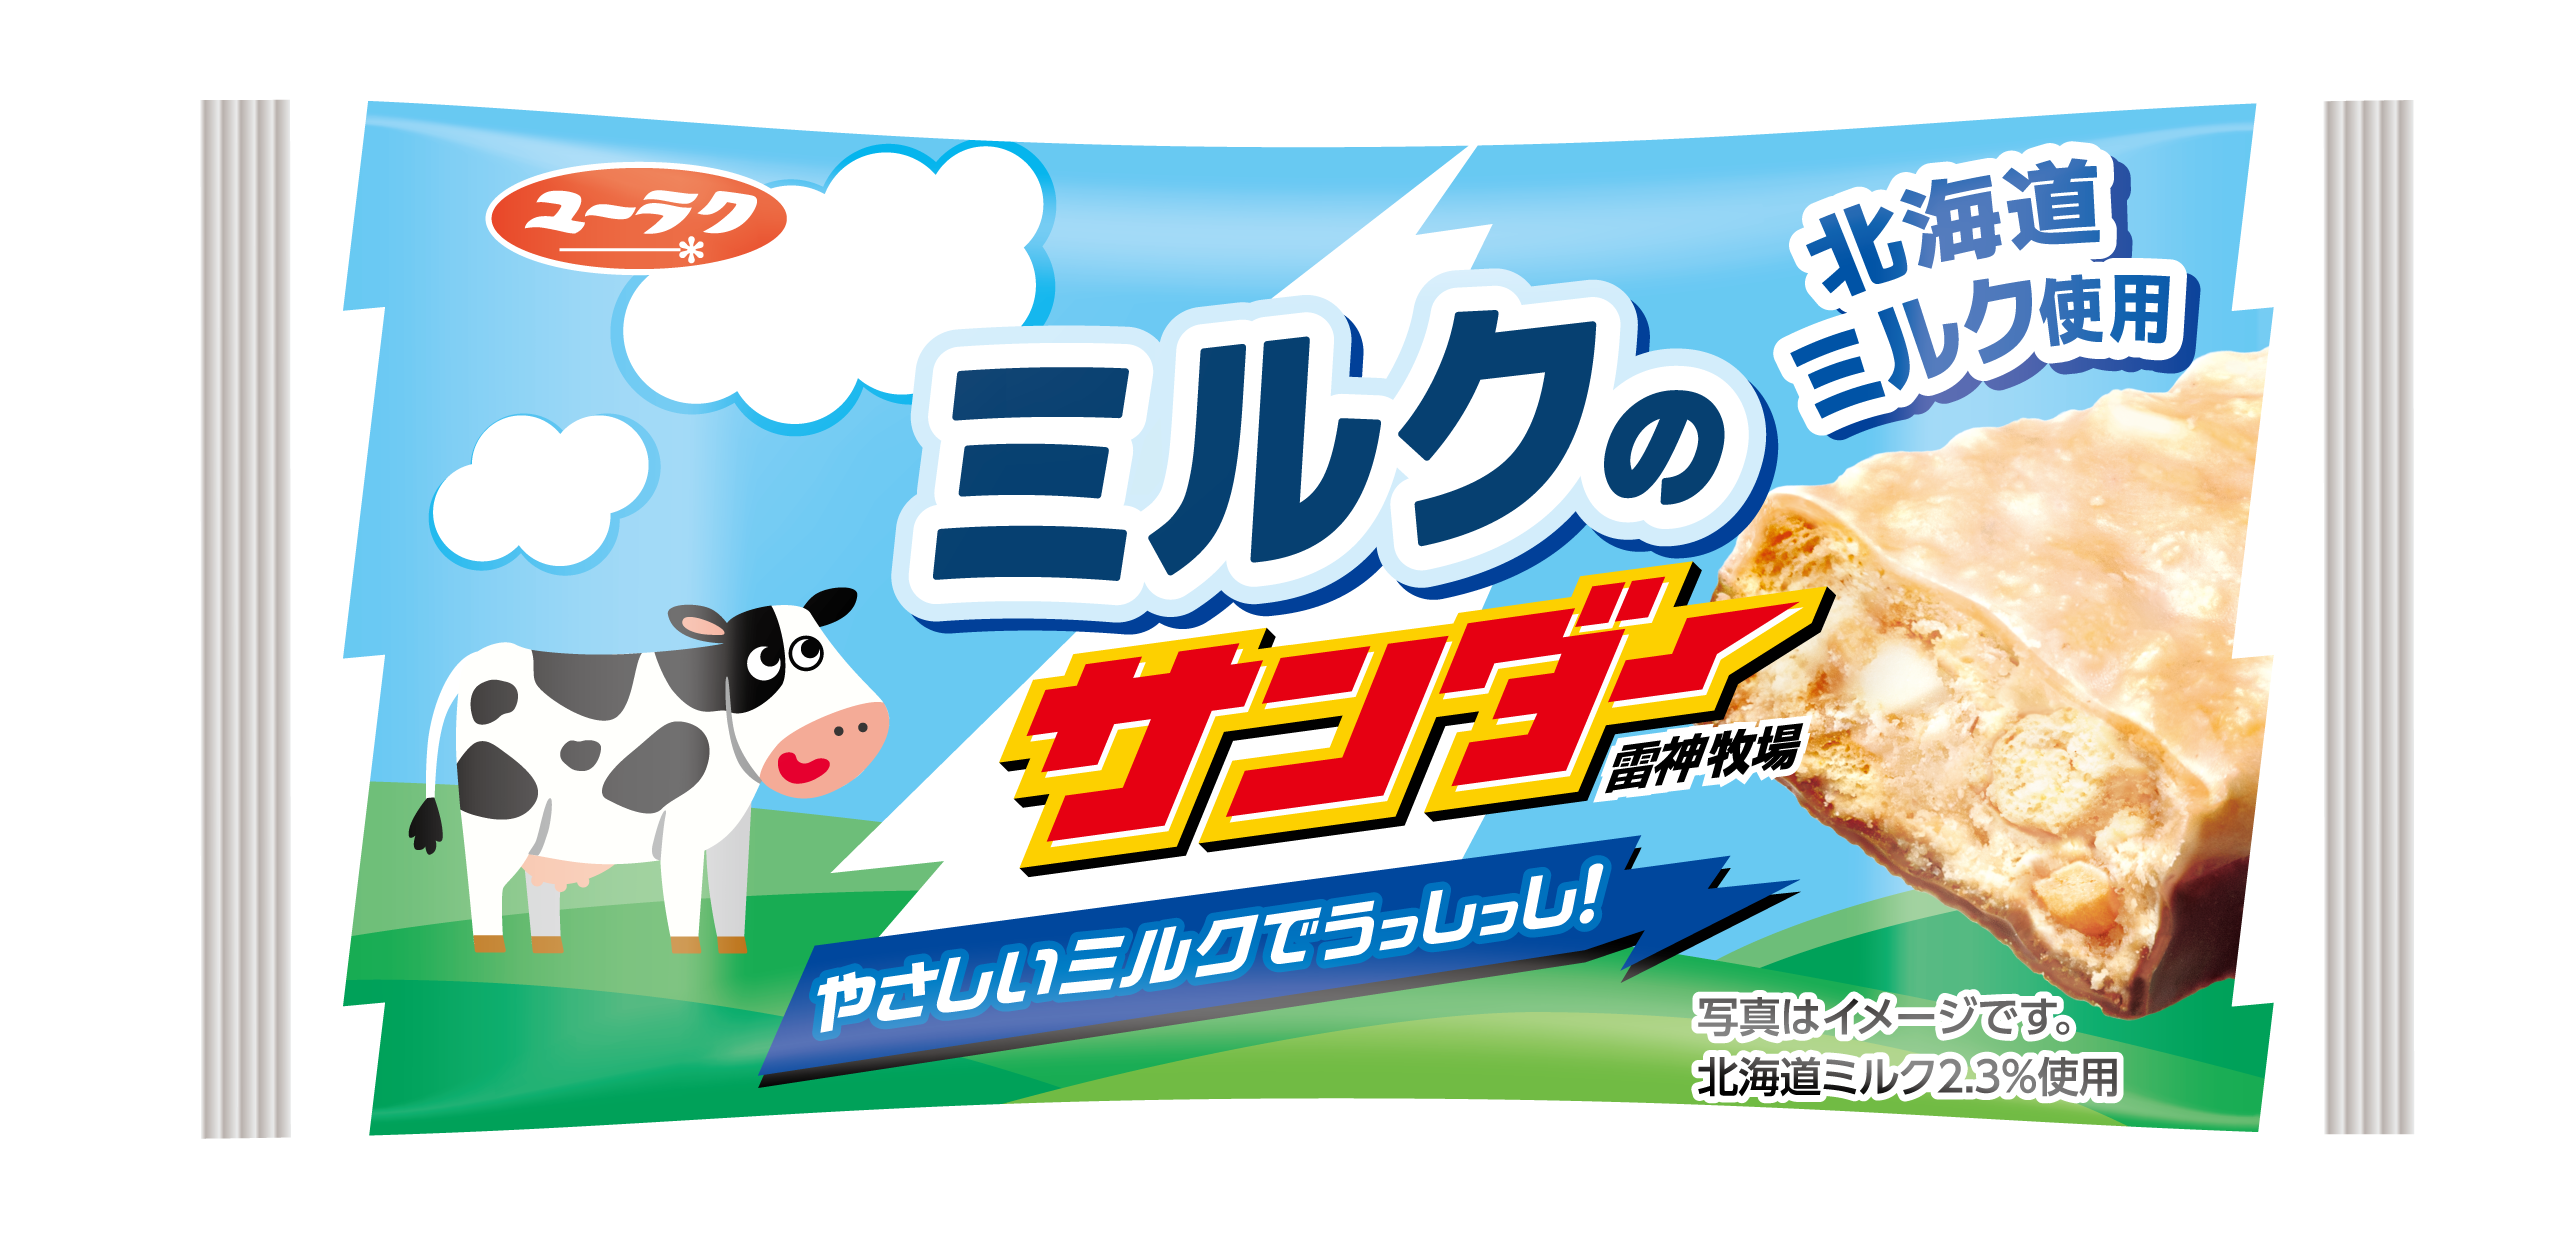 ユーラク
北海道
ミルク使用
ミルクの
サンダー
雷神牧場
やさしいミルクでうっしっし!
写真はイメージです。
北海道ミルク2.3%使用